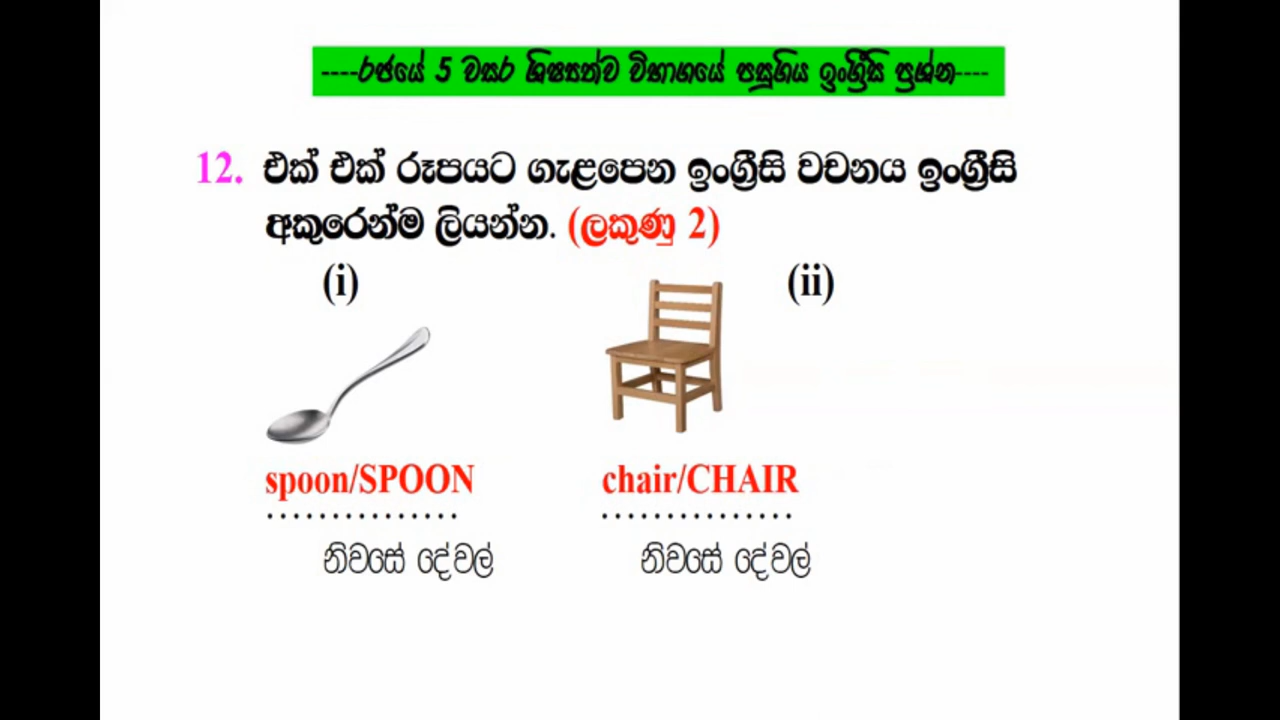 ----රජයේ 5 වසර ශිෂ්‍යත්ව විභාගයේ පසුගිය ඉංග්‍රීසි ප්‍රශ්න----
12. එක් එක් රූපයට ගැළපෙන ඉංග්‍රීසි වචනය ඉංග්‍රීසි
අකුරෙන්ම ලියන්න. (ලකුණු 2)
(i) (ii)
spoon/SPOON chair/CHAIR
............... ...............
නිවසේ දේවල් නිවසේ දේවල්